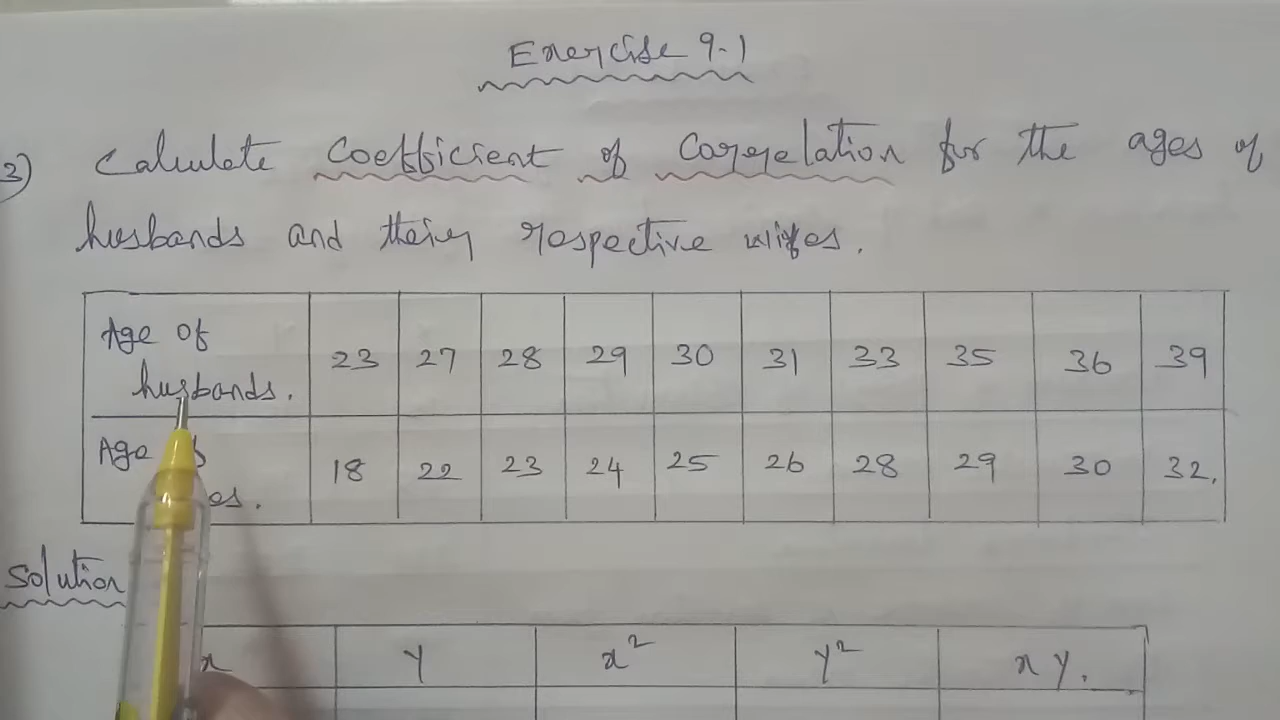 Exercise 9.1
3) Calculate Coefficient of Correlation for the ages of
husbands and their respective wifes.
Age of husbands. 23 27 28 29 30 31 33 35 36 39
Age 18 22 23 24 25 26 28 29 30 32.
Solution
x y x² y² xy.